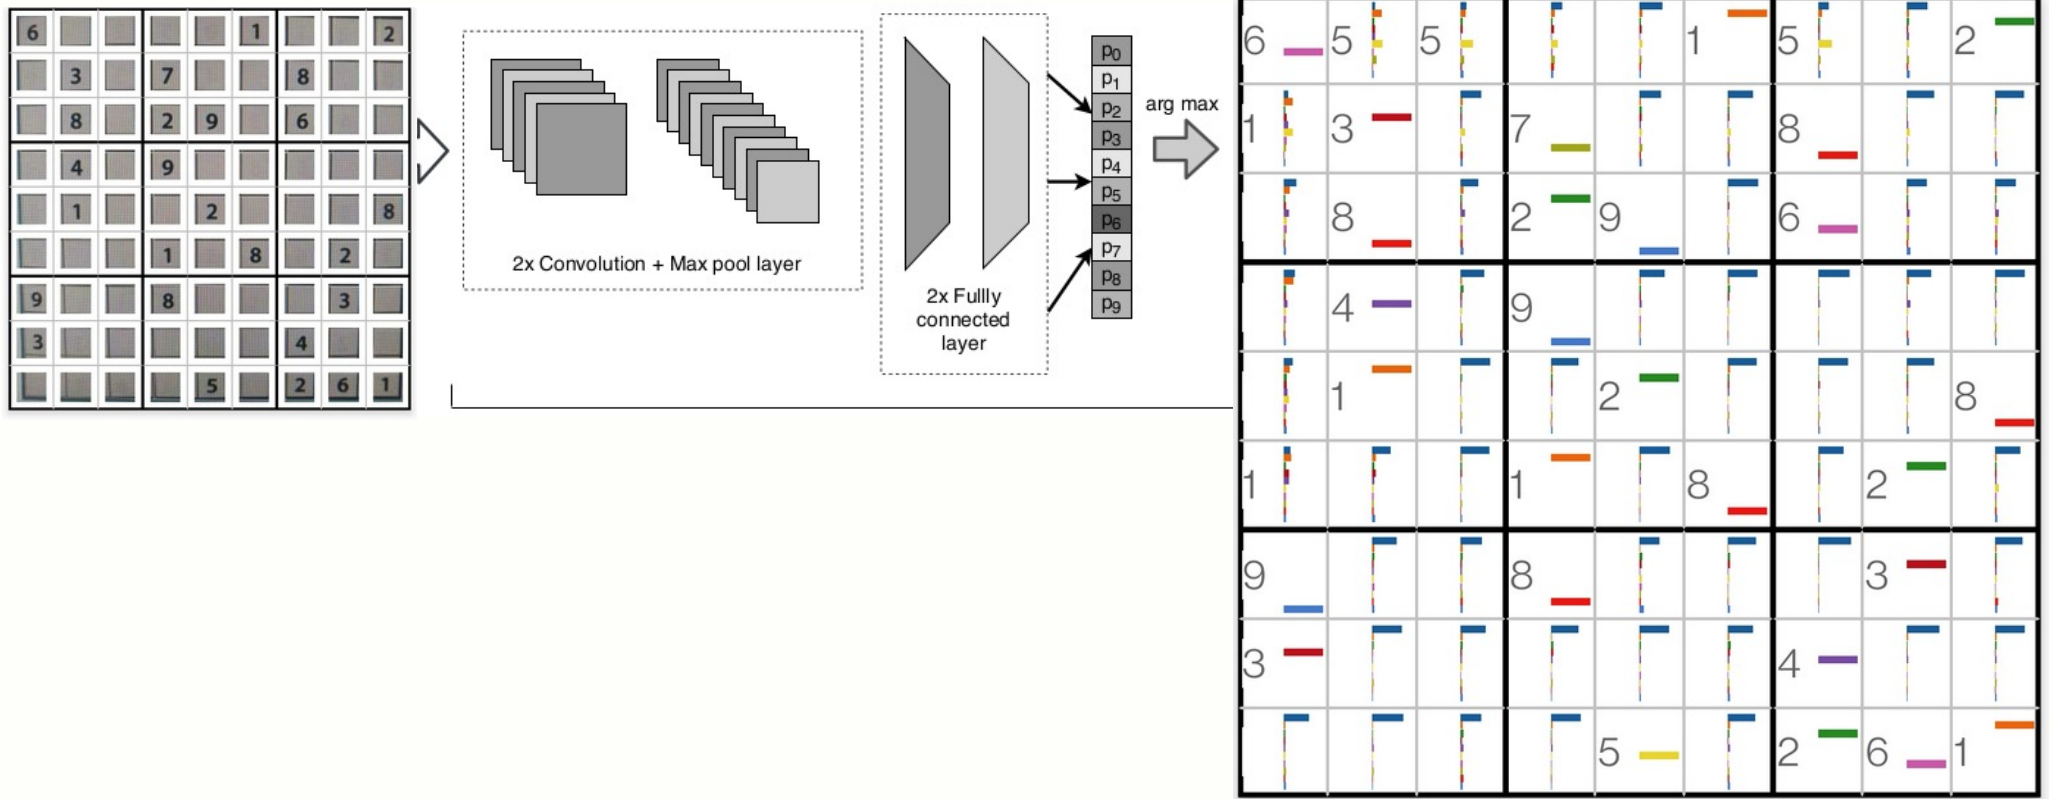 6 1 2
3 7 8
8 2 9 6
4 9
1 2 8
1 8 2
9 8 3
3 4
5 2 6 1
2x Convolution + Max pool layer
2x Fullly
connected
layer
p0
p1
p2
p3
p4
p5
p6
p7
p8
p9
arg max
6 5 5 1 5 2
1 3 7 8
8 2 9 6
4 9
1 2 8
1 1 8 2
9 8 3
3 4
5 2 6 1